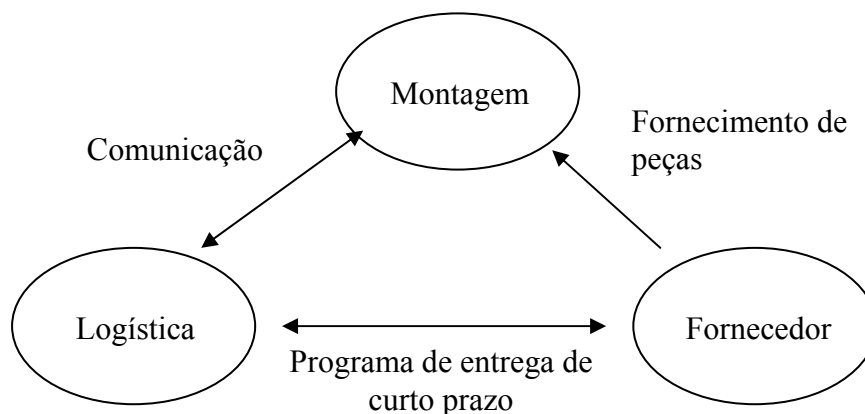 Montagem
Comunicação
Fornecimento de
peças
Logística
Fornecedor
Programa de entrega de
curto prazo